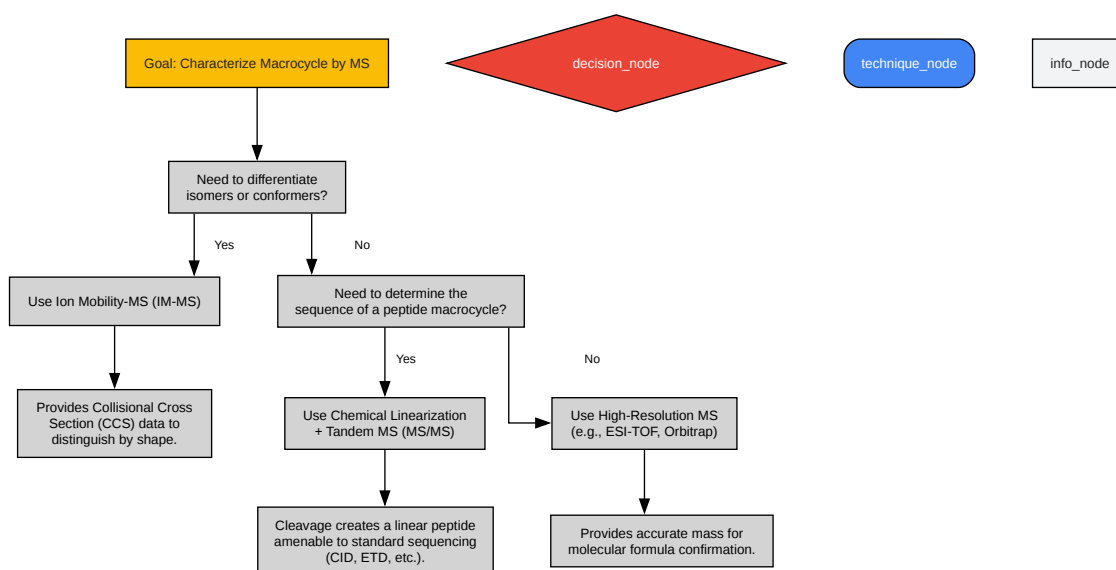 Goal: Characterize Macrocycle by MS
decision_node
technique_node
info_node
Need to differentiate
isomers or conformers?
Yes
No
Use Ion Mobility-MS (IM-MS)
Need to determine the
sequence of a peptide macrocycle?
Yes
No
Provides Collisional Cross
Section (CCS) data to
distinguish by shape.
Use Chemical Linearization
+ Tandem MS (MS/MS)
Use High-Resolution MS
(e.g., ESI-TOF, Orbitrap)
Cleavage creates a linear peptide
amenable to standard sequencing
(CID, ETD, etc.).
Provides accurate mass for
molecular formula confirmation.